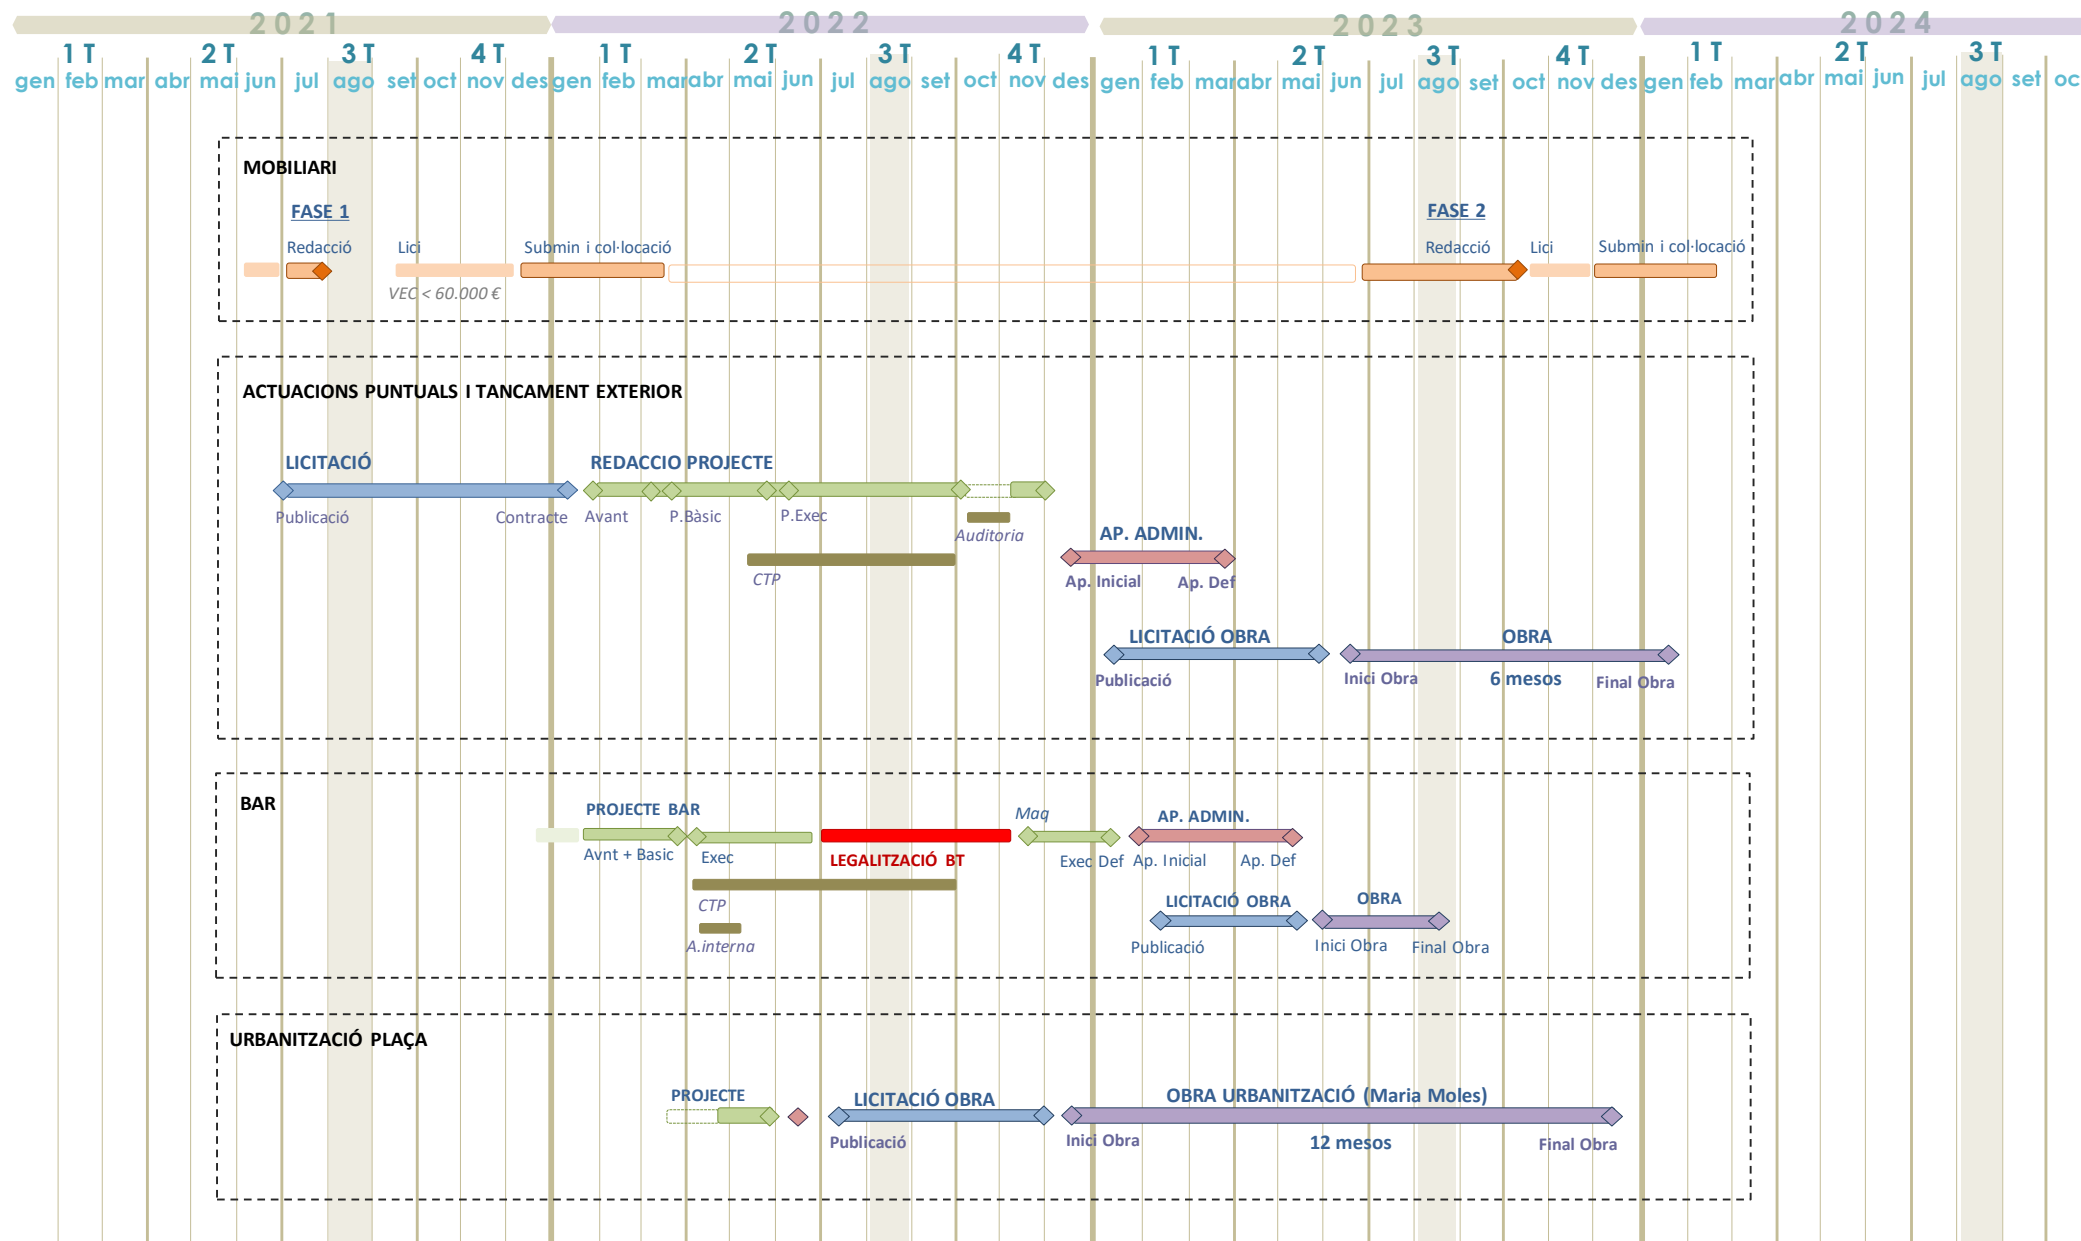 2021 2022 2023 2024
1 T 2 T 3 T 4 T 1 T 2 T 3 T 4 T 1 T 2 T 3 T 4 T 1 T 2 T 3 T
gen feb mar abr mai jun jul ago set oct nov des gen feb mar abr mai jun jul ago set oct nov des gen feb mar abr mai jun jul ago set oct nov des gen feb mar abr mai jun jul ago set oc
MOBILIARI
FASE 1 FASE 2
Redacció Lici Submin i col·locació Redacció Lici Submin i col·locació
VEC < 60.000 €
ACTUACIONS PUNTUALS I TANCAMENT EXTERIOR
LICITACIÓ REDACCIO PROJECTE
Publicació Contracte Avant P.Bàsic P.Exec
Auditoria AP. ADMIN.
CTP Ap. Inicial Ap. Def
LICITACIÓ OBRA OBRA
Publicació Inici Obra 6 mesos Final Obra
BAR
PROJECTE BAR Maq AP. ADMIN.
Avnt + Basic Exec LEGALITZACIÓ BT Exec Def Ap. Inicial Ap. Def
CTP LICITACIÓ OBRA OBRA
A.interna Publicació Inici Obra Final Obra
URBANITZACIÓ PLAÇA
PROJECTE LICITACIÓ OBRA OBRA URBANITZACIÓ (Maria Moles)
Publicació Inici Obra 12 mesos Final Obra